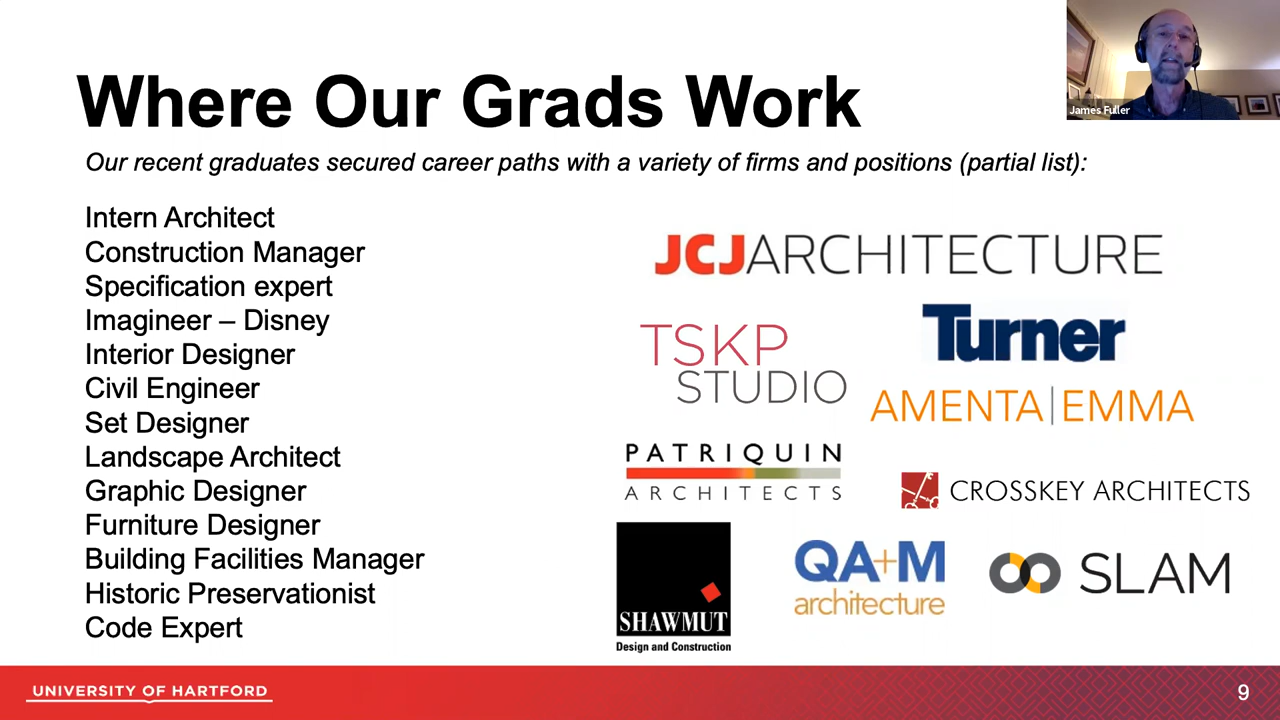 Where Our Grads Work
James Fuller
Our recent graduates secured career paths with a variety of firms and positions (partial list):
Intern Architect
Construction Manager
Specification expert
Imagineer – Disney
Interior Designer
Civil Engineer
Set Designer
Landscape Architect
Graphic Designer
Furniture Designer
Building Facilities Manager
Historic Preservationist
Code Expert
JCJARCHITECTURE
TSKP
STUDIO
Turner
AMENTA|EMMA
PATRIQUIN
ARCHITECTS
CROSSKEY ARCHITECTS
SHAWMUT
Design and Construction
QA+M
architecture
SLAM
UNIVERSITY OF HARTFORD
9